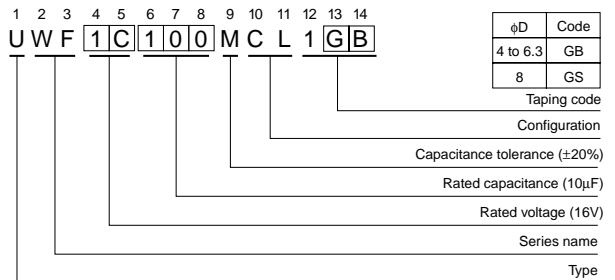 1 2 3 4 5 6 7 8 9 10 11 12 13 14
U W F 1 C 1 0 0 M C L 1 G B
φD Code
4 to 6.3 GB
8 GS
Taping code
Configuration
Capacitance tolerance (±20%)
Rated capacitance (10µF)
Rated voltage (16V)
Series name
Type